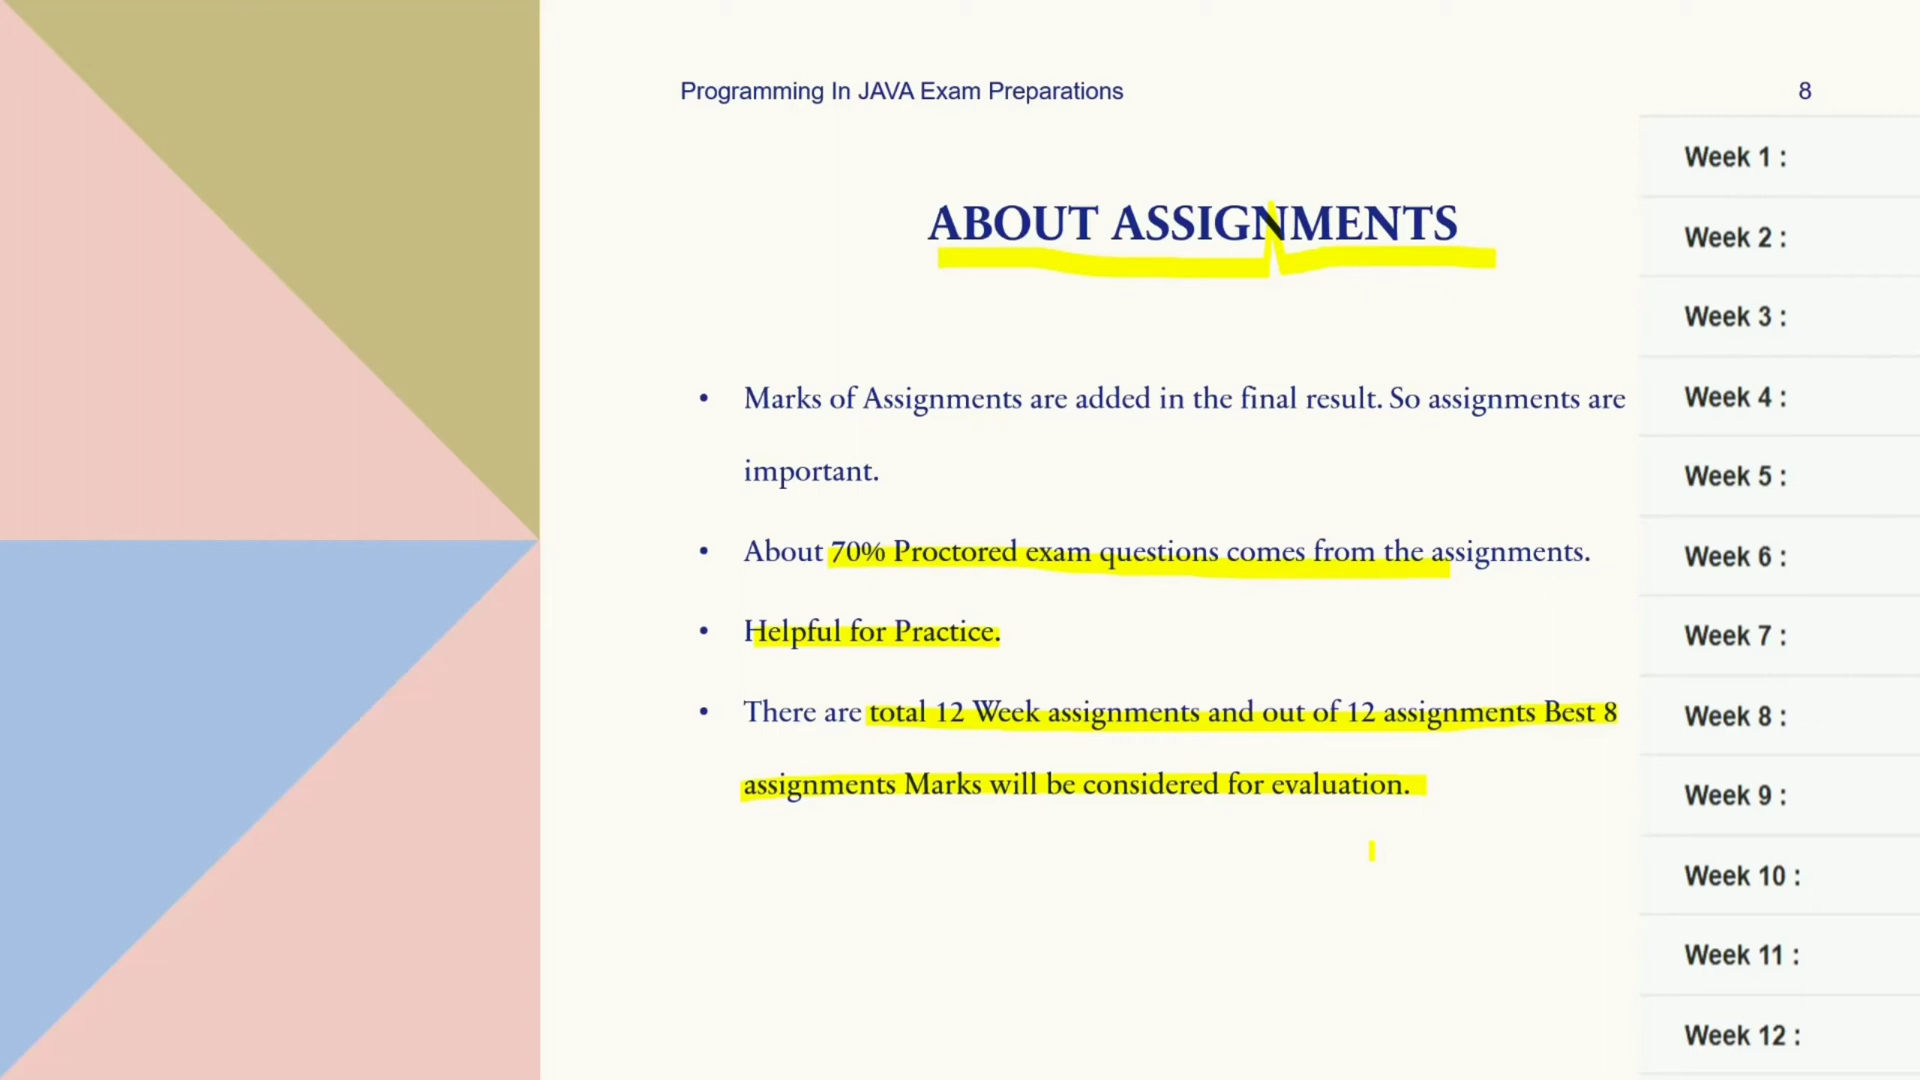 Programming In JAVA Exam Preparations
8
ABOUT ASSIGNMENTS
• Marks of Assignments are added in the final result. So assignments are
important.
• About 70% Proctored exam questions comes from the assignments.
• Helpful for Practice.
• There are total 12 Week assignments and out of 12 assignments Best 8
assignments Marks will be considered for evaluation.
Week 1 :
Week 2 :
Week 3 :
Week 4 :
Week 5 :
Week 6 :
Week 7 :
Week 8 :
Week 9 :
Week 10 :
Week 11 :
Week 12 :